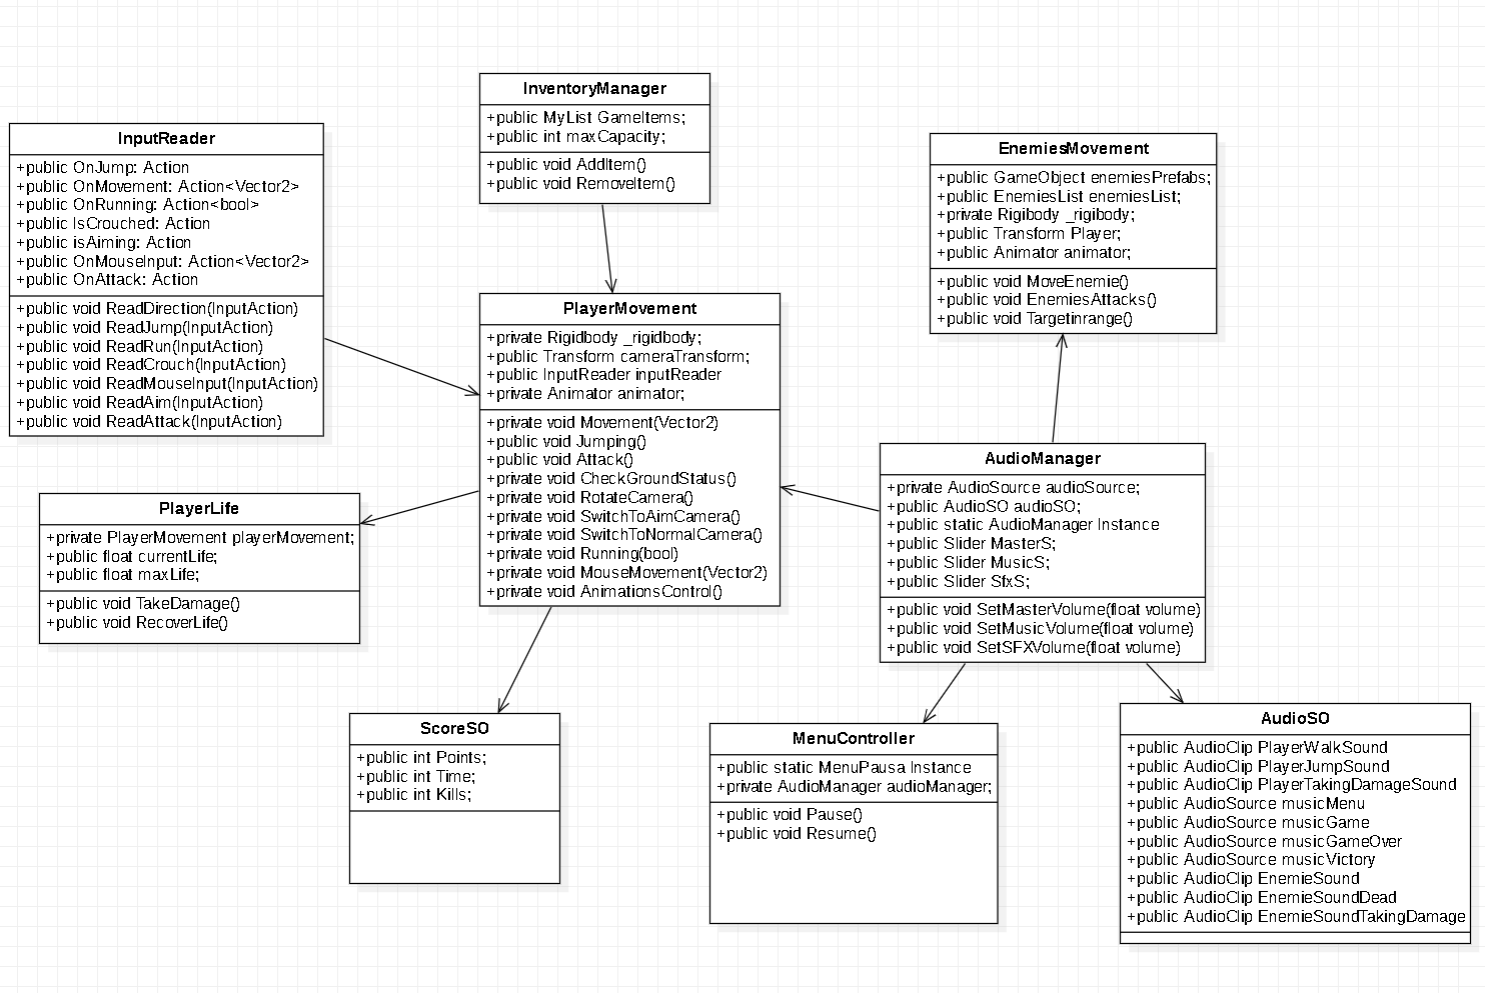 InventoryManager
+public MyList GameItems;
+public int maxCapacity;
+public void AddItem()
+public void RemoveItem()
InputReader
+public OnJump: Action
+public OnMovement: Action<Vector2>
+public OnRunning: Action<bool>
+public IsCrouched: Action
+public isAiming: Action
+public OnMouseInput: Action<Vector2>
+public OnAttack: Action
+public void ReadDirection(InputAction)
+public void ReadJump(InputAction)
+public void ReadRun(InputAction)
+public void ReadCrouch(InputAction)
+public void ReadMouseInput(InputAction)
+public void ReadAim(InputAction)
+public void ReadAttack(InputAction)
EnemiesMovement
+public GameObject enemiesPrefabs;
+public EnemiesList enemiesList;
+private Rigibody _rigibody;
+public Transform Player;
+public Animator animator;
+public void MoveEnemie()
+public void EnemiesAttacks()
+public void Targetinrange()
PlayerMovement
+private Rigidbody _rigidbody;
+public Transform cameraTransform;
+public InputReader inputReader
+private Animator animator;
+private void Movement(Vector2)
+public void Jumping()
+public void Attack()
+private void CheckGroundStatus()
+private void RotateCamera()
+private void SwitchToAimCamera()
+private void SwitchToNormalCamera()
+private void Running(bool)
+private void MouseMovement(Vector2)
+private void AnimationsControl()
AudioManager
+private AudioSource audioSource;
+public AudioSO audioSO;
+public static AudioManager Instance
+public Slider MasterS;
+public Slider MusicS;
+public Slider SfxS;
+public void SetMasterVolume(float volume)
+public void SetMusicVolume(float volume)
+public void SetSFXVolume(float volume)
PlayerLife
+private PlayerMovement playerMovement;
+public float currentLife;
+public float maxLife;
+public void TakeDamage()
+public void RecoverLife()
ScoreSO
+public int Points;
+public int Time;
+public int Kills;
MenuController
+public static MenuPausa Instance
+private AudioManager audioManager;
+public void Pause()
+public void Resume()
AudioSO
+public AudioClip PlayerWalkSound
+public AudioClip PlayerJumpSound
+public AudioClip PlayerTakingDamageSound
+public AudioSource musicMenu
+public AudioSource musicGame
+public AudioSource musicGameOver
+public AudioSource musicVictory
+public AudioClip EnemieSound
+public AudioClip EnemieSoundDead
+public AudioClip EnemieSoundTakingDamage